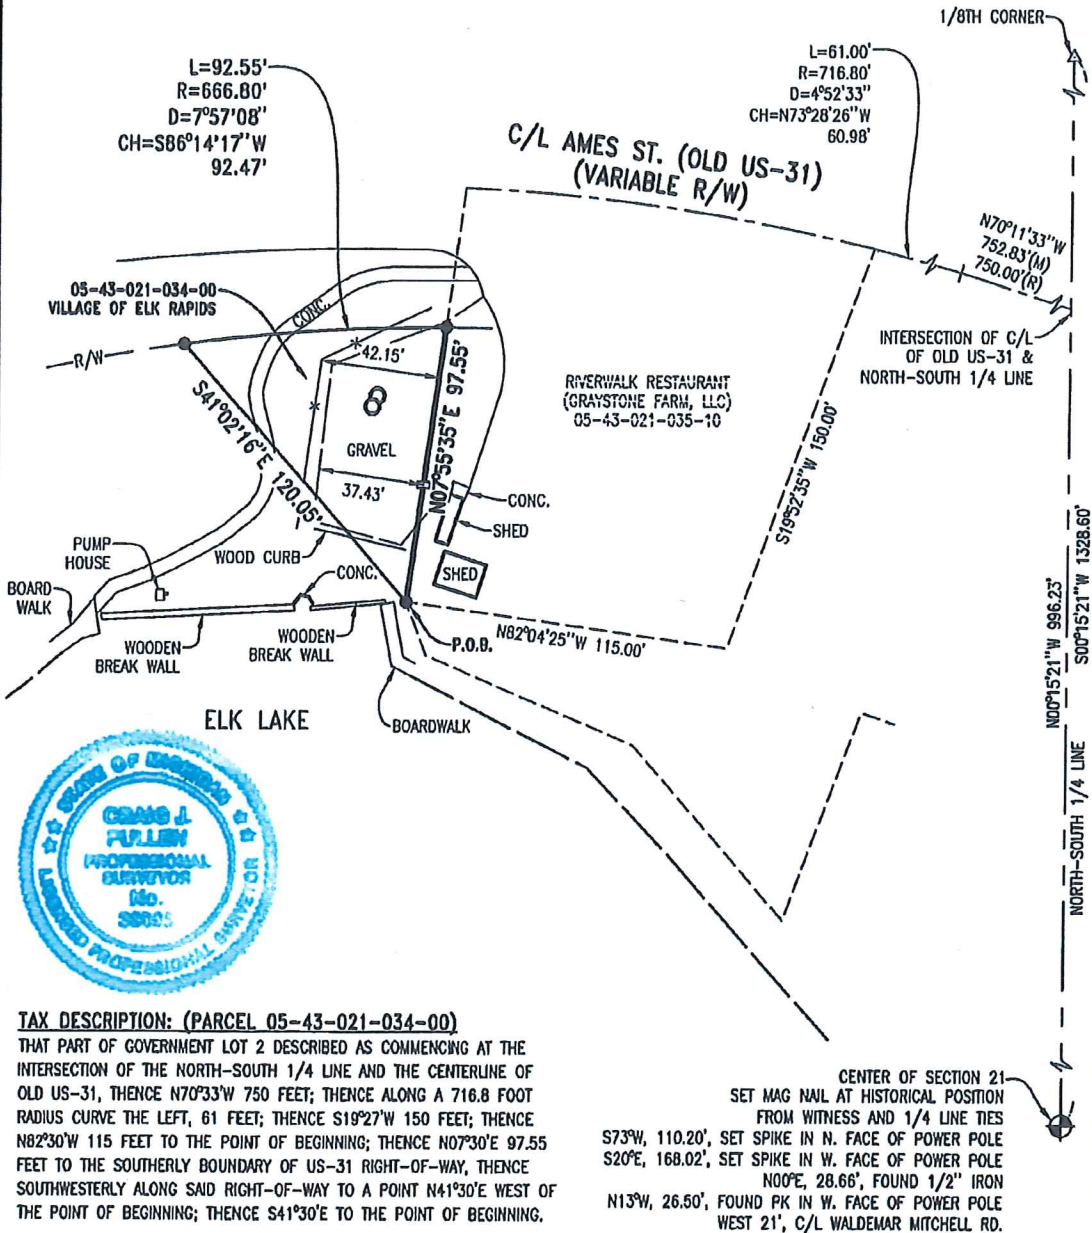 1/8TH CORNER
L=92.55'
R=666.80'
D=7°57'08"
CH=S86°14'17"W
92.47'
L=61.00'
R=716.80'
D=4°52'33"
CH=N73°28'26"W
60.98'
C/L AMES ST. (OLD US-31)
(VARIABLE R/W)
N70°11'33"W
752.83'(M)
750.00'(R)
05-43-021-034-00
VILLAGE OF ELK RAPIDS
CONC.
R/W
42.15'
INTERSECTION OF C/L
OF OLD US-31 &
NORTH-SOUTH 1/4 LINE
RIVERWALK RESTAURANT
(GRAYSTONE FARM, LLC)
05-43-021-035-10
S41°02'16"E 120.05'
GRAVEL
N07°55'35"E 97.55'
S19°52'35"W 150.00'
37.43'
CONC.
SHED
SHED
WOOD CURB
PUMP
HOUSE
CONC.
BOARD
WALK
WOODEN
BREAK WALL
WOODEN
BREAK WALL
P.O.B.
N82°04'25"W 115.00'
N00°15'21"W 996.23'
S00°15'21"W 1328.60'
NORTH-SOUTH 1/4 LINE
ELK LAKE
BOARDWALK
STATE OF MICHIGAN
CRAIG J.
PULLEN
PROFESSIONAL
SURVEYOR
No.
LICENSED PROFESSIONAL SURVEYOR
TAX DESCRIPTION: (PARCEL 05-43-021-034-00)
THAT PART OF GOVERNMENT LOT 2 DESCRIBED AS COMMENCING AT THE
INTERSECTION OF THE NORTH-SOUTH 1/4 LINE AND THE CENTERLINE OF
OLD US-31, THENCE N70°33'W 750 FEET; THENCE ALONG A 716.8 FOOT
RADIUS CURVE THE LEFT, 61 FEET; THENCE S19°27'W 150 FEET; THENCE
N82°30'W 115 FEET TO THE POINT OF BEGINNING; THENCE N07°30'E 97.55
FEET TO THE SOUTHERLY BOUNDARY OF US-31 RIGHT-OF-WAY, THENCE
SOUTHWESTERLY ALONG SAID RIGHT-OF-WAY TO A POINT N41°30'E WEST OF
THE POINT OF BEGINNING; THENCE S41°30'E TO THE POINT OF BEGINNING.
CENTER OF SECTION 21
SET MAG NAIL AT HISTORICAL POSITION
FROM WITNESS AND 1/4 LINE TIES
S73°W, 110.20', SET SPIKE IN N. FACE OF POWER POLE
S20°E, 168.02', SET SPIKE IN W. FACE OF POWER POLE
N00°E, 28.66', FOUND 1/2" IRON
N13°W, 26.50', FOUND PK IN W. FACE OF POWER POLE
WEST 21', C/L WALDEMAR MITCHELL RD.